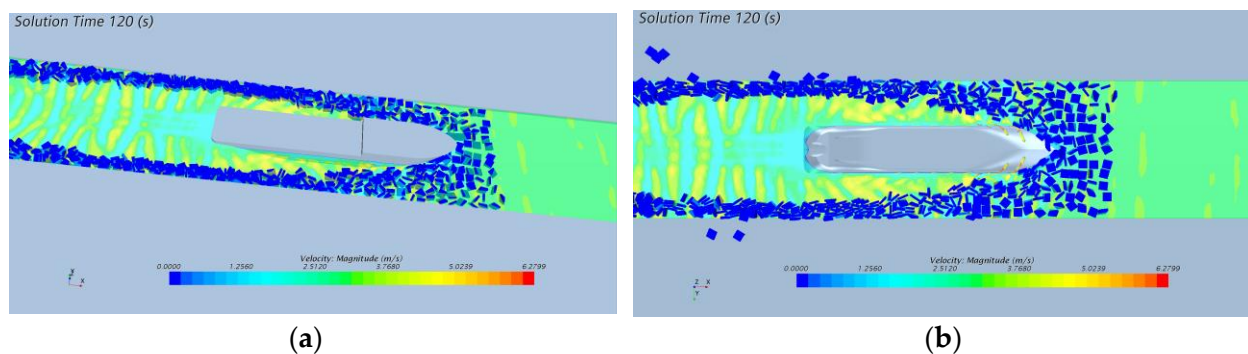 Solution Time 120 (s)
Velocity: Magnitude (m/s)
0.0000 1.2560 2.5120 3.7680 5.0239 6.2799
X
(a)
Solution Time 120 (s)
Velocity: Magnitude (m/s)
0.0000 1.2560 2.5120 3.7680 5.0239 6.2799
Z X
Y
(b)